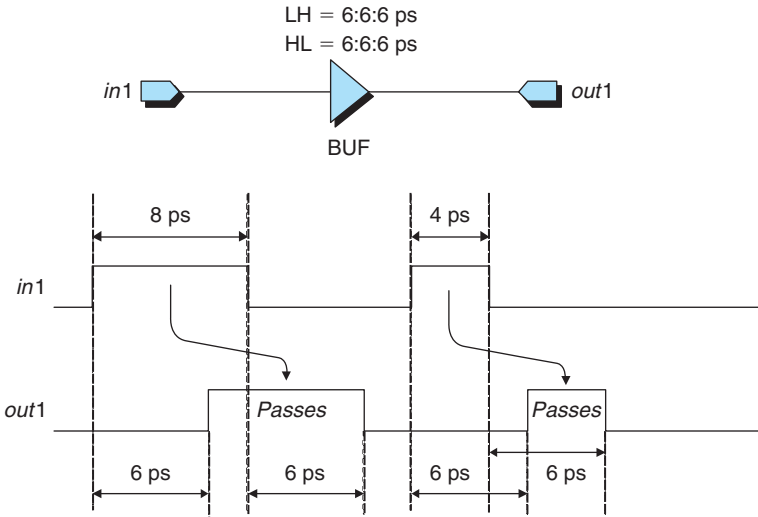 LH = 6:6:6 ps
HL = 6:6:6 ps
in1
out1
BUF
8 ps
4 ps
in1
out1
Passes
Passes
6 ps
6 ps
6 ps
6 ps